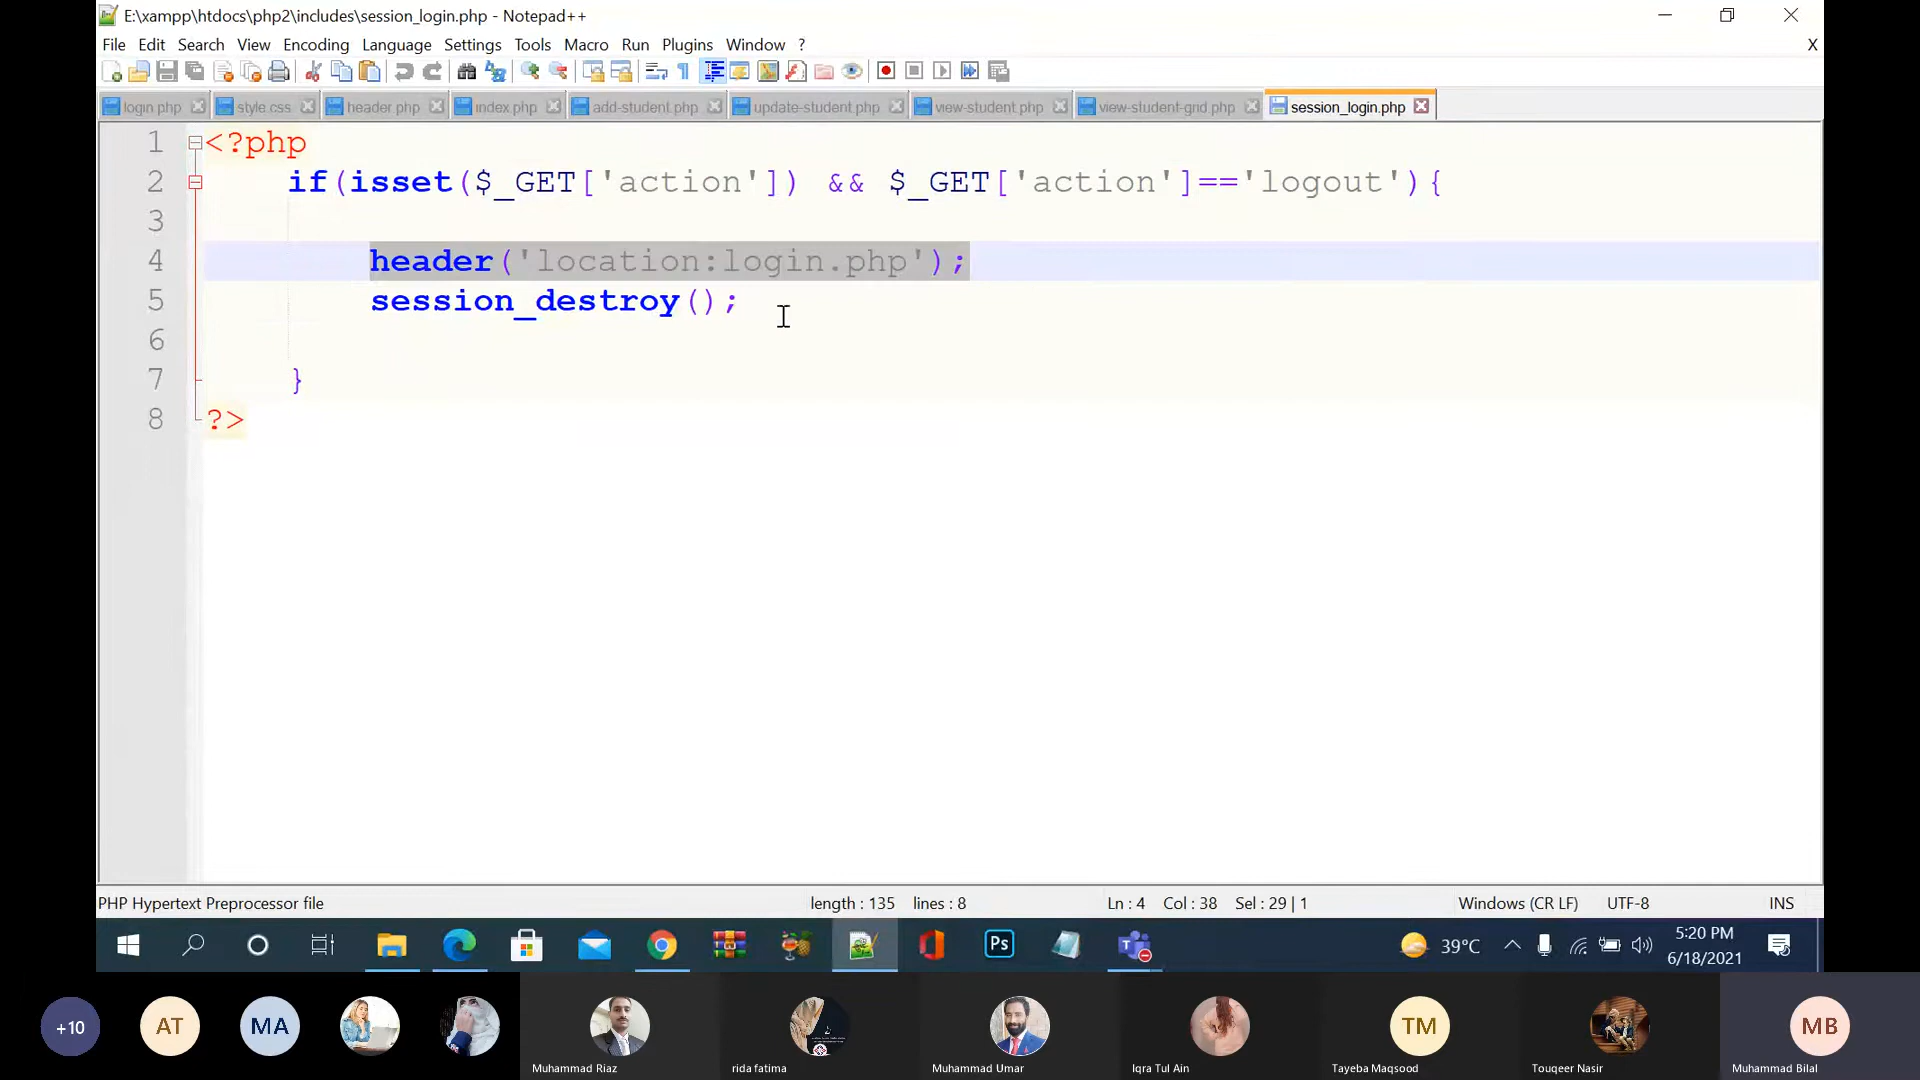 E:\xampp\htdocs\php2\includes\session_login.php - Notepad++
File Edit Search View Encoding Language Settings Tools Macro Run Plugins Window ? X
login.php style.css header.php index.php add-student.php update-student.php view-student.php view-student-grid.php session_login.php
1 <?php
2 if(isset($_GET['action']) && $_GET['action']=='logout'){
3
4 header('location:login.php');
5 session_destroy();
6
7 }
8 ?>
PHP Hypertext Preprocessor file length : 135 lines : 8 Ln : 4 Col : 38 Sel : 29 | 1 Windows (CR LF) UTF-8 INS
Ps 39°C 5:20 PM
6/18/2021
+10 AT MA TM MB
Muhammad Riaz rida fatima Muhammad Umar Iqra Tul Ain Tayeba Maqsood Touqeer Nasir Muhammad Bilal